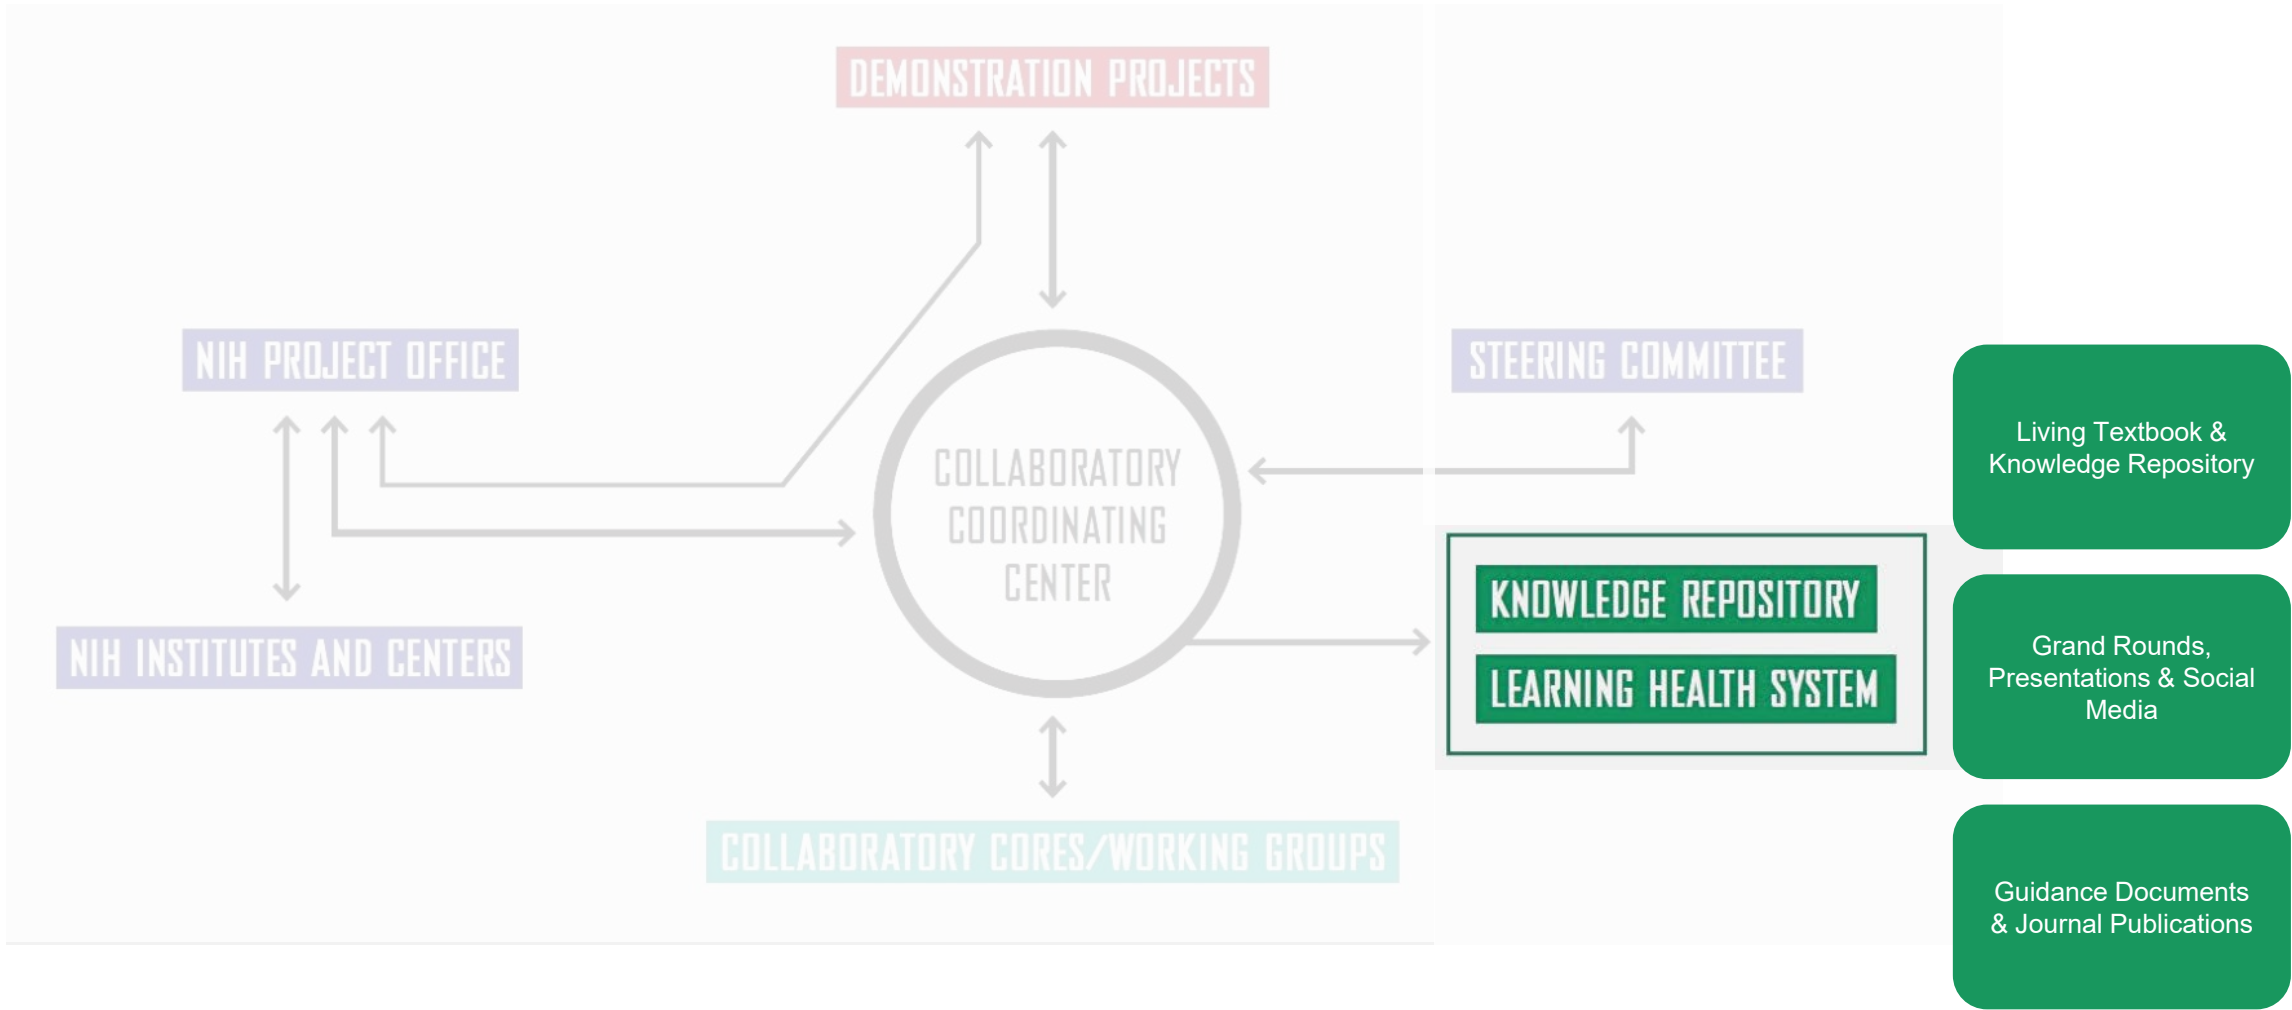 DEMONSTRATION PROJECTS
NIH PROJECT OFFICE
STEERING COMMITTEE
COLLABORATORY
COORDINATING
CENTER
NIH INSTITUTES AND CENTERS
KNOWLEDGE REPOSITORY
LEARNING HEALTH SYSTEM
COLLABORATORY CORES/WORKING GROUPS
Living Textbook &
Knowledge Repository
Grand Rounds,
Presentations & Social
Media
Guidance Documents
& Journal Publications